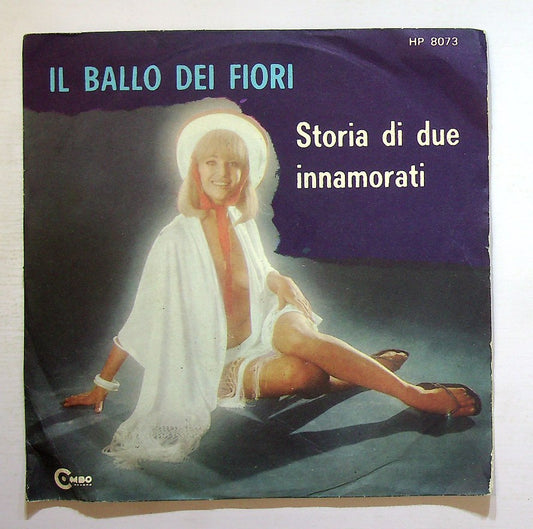 HP 8073
IL BALLO DEI FIORI
Storia di due
innamorati
COMBO